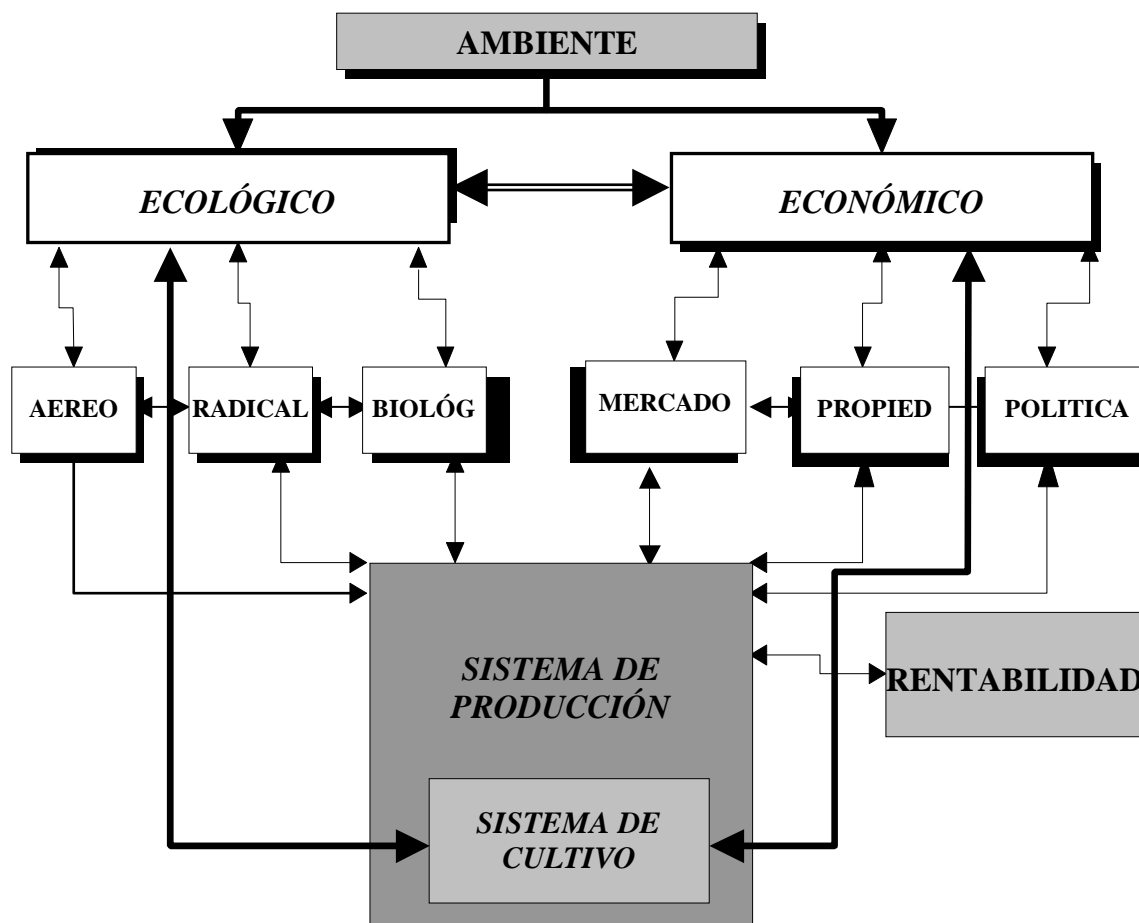 AMBIENTE
ECOLÓGICO
ECONÓMICO
AEREO
RADICAL
BIOLÓG
MERCADO
PROPIED
POLITICA
SISTEMA DE
PRODUCCIÓN
RENTABILIDAD
SISTEMA DE
CULTIVO